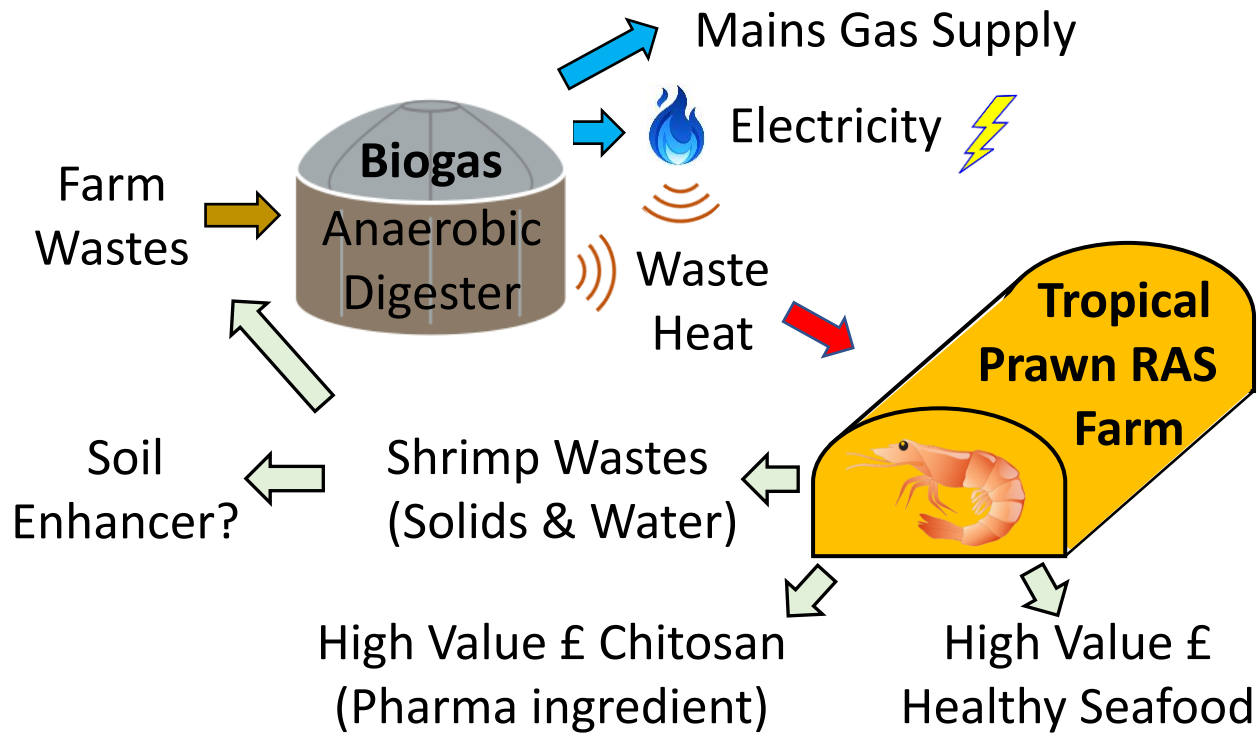 Mains Gas Supply
Electricity
Biogas
Anaerobic
Digester
Farm
Wastes
Waste
Heat
Tropical
Prawn RAS
Farm
Soil
Enhancer?
Shrimp Wastes
(Solids & Water)
High Value £ Chitosan
(Pharma ingredient)
High Value £
Healthy Seafood